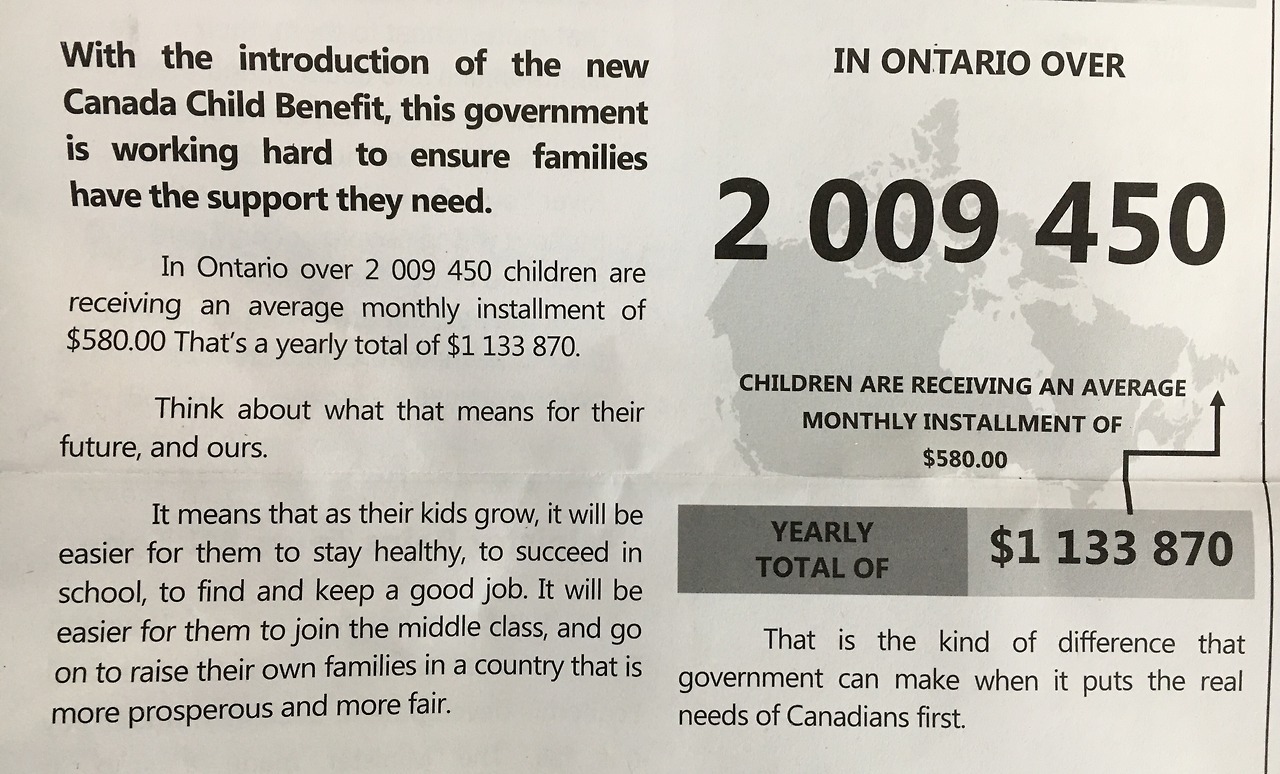 With the introduction of the new
Canada Child Benefit, this government
is working hard to ensure families
have the support they need.
In Ontario over 2 009 450 children are
receiving an average monthly installment of
$580.00 That's a yearly total of $1 133 870.
Think about what that means for their
future, and ours.
It means that as their kids grow, it will be
easier for them to stay healthy, to succeed in
school, to find and keep a good job. It will be
easier for them to join the middle class, and go
on to raise their own families in a country that is
more prosperous and more fair.
IN ONTARIO OVER
2 009 450
CHILDREN ARE RECEIVING AN AVERAGE
MONTHLY INSTALLMENT OF
$580.00
YEARLY
TOTAL OF
$1 133 870
That is the kind of difference that
government can make when it puts the real
needs of Canadians first.